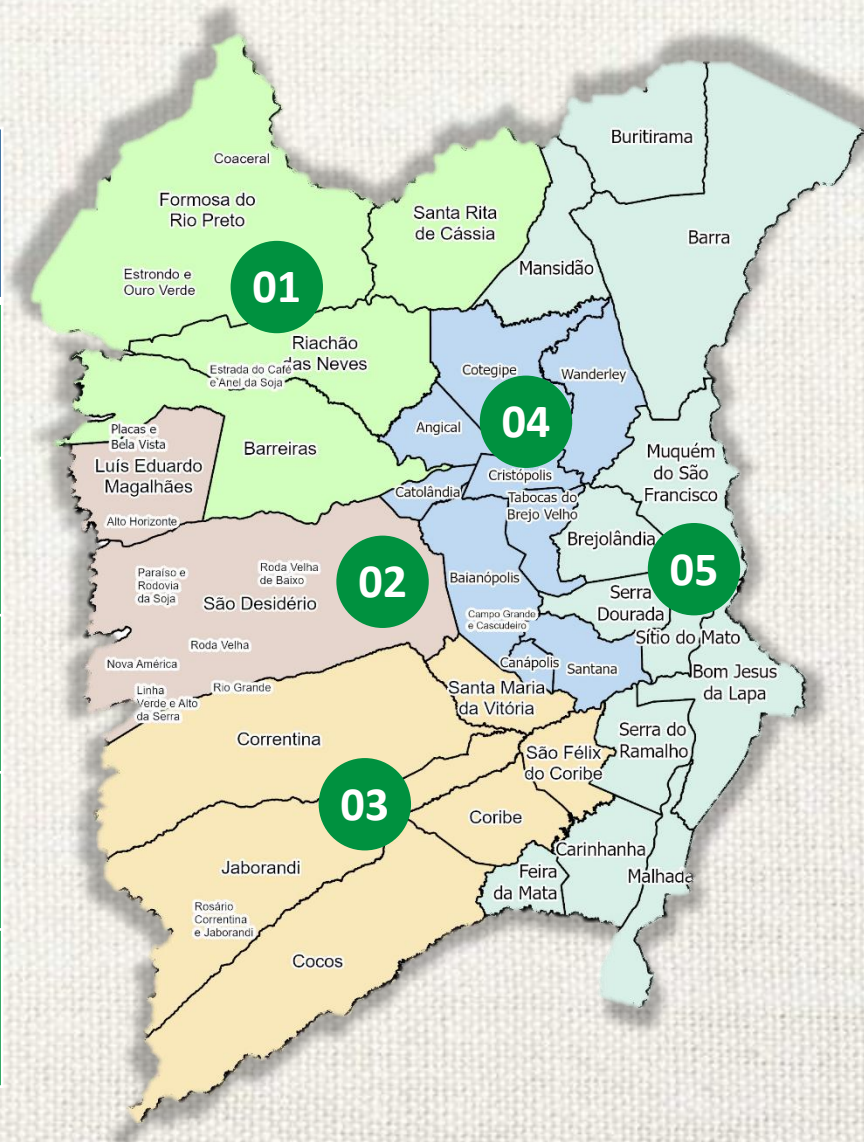 Buritirama
Coaceral
Formosa do
Rio Preto
Santa Rita
de Cássia
Barra
Mansidão
Estrondo e
Ouro Verde
01
Riachão
das Neves
Estrada do Café
e Anel da Soja
Cotegipe
Wanderley
04
Angical
Placas e
Bela Vista
Barreiras
Luís Eduardo
Magalhães
Muquém
do São
Francisco
Cristópolis
Catolândia
Tabocas do
Brejo Velho
Alto Horizonte
Brejolândia
05
Paraíso e
Rodovia
da Soja
Roda Velha
de Baixo
02
Baianópolis
São Desidério
Serra
Dourada
Campo Grande
e Cascudeiro
Sítio do Mato
Roda Velha
Nova América
Canápolis
Santana
Bom Jesus
da Lapa
Linha
Verde e Alto
da Serra
Rio Grande
Santa Maria
da Vitória
Serra do
Ramalho
Correntina
São Félix
do Coribe
03
Coribe
Carinhanha
Jaborandi
Feira
da Mata
Malhada
Rosário
Correntina
e Jaborandi
Cocos